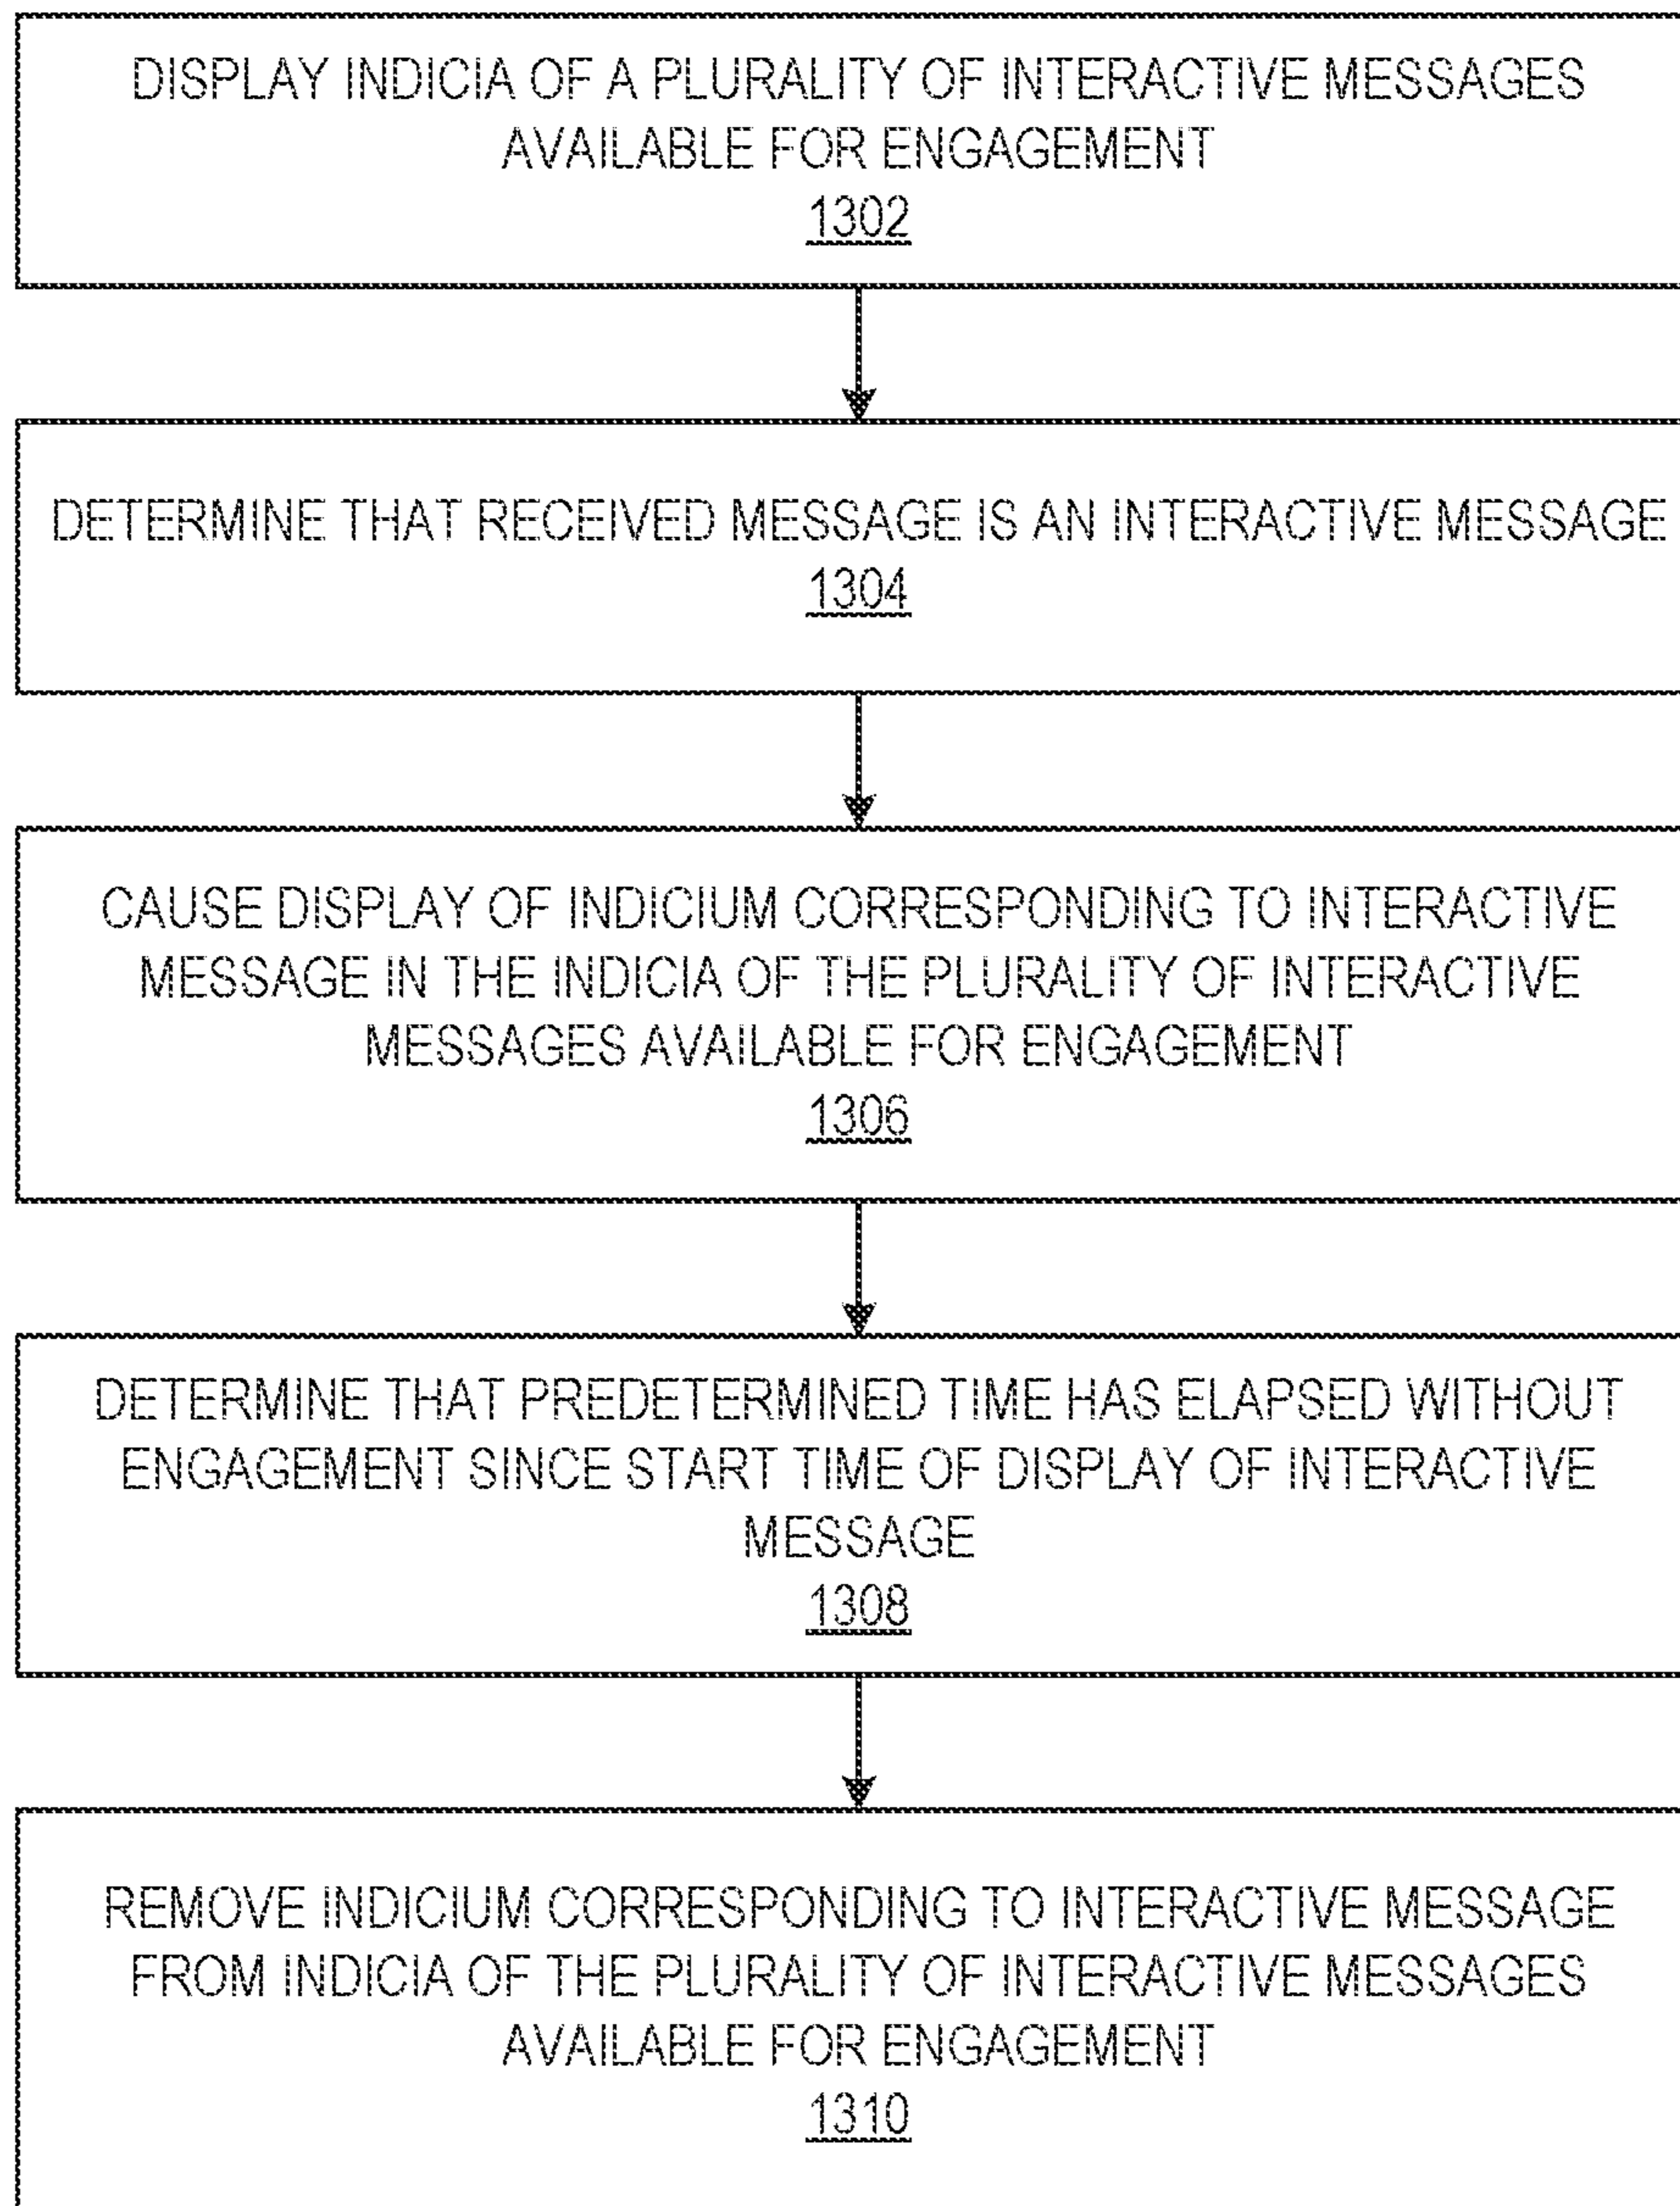 DISPLAY INDICIA OF A PLURALITY OF INTERACTIVE MESSAGES
AVAILABLE FOR ENGAGEMENT
1302
DETERMINE THAT RECEIVED MESSAGE IS AN INTERACTIVE MESSAGE
1304
CAUSE DISPLAY OF INDICIUM CORRESPONDING TO INTERACTIVE
MESSAGE IN THE INDICIA OF THE PLURALITY OF INTERACTIVE
MESSAGES AVAILABLE FOR ENGAGEMENT
1306
DETERMINE THAT PREDETERMINED TIME HAS ELAPSED WITHOUT
ENGAGEMENT SINCE START TIME OF DISPLAY OF INTERACTIVE
MESSAGE
1308
REMOVE INDICIUM CORRESPONDING TO INTERACTIVE MESSAGE
FROM INDICIA OF THE PLURALITY OF INTERACTIVE MESSAGES
AVAILABLE FOR ENGAGEMENT
1310